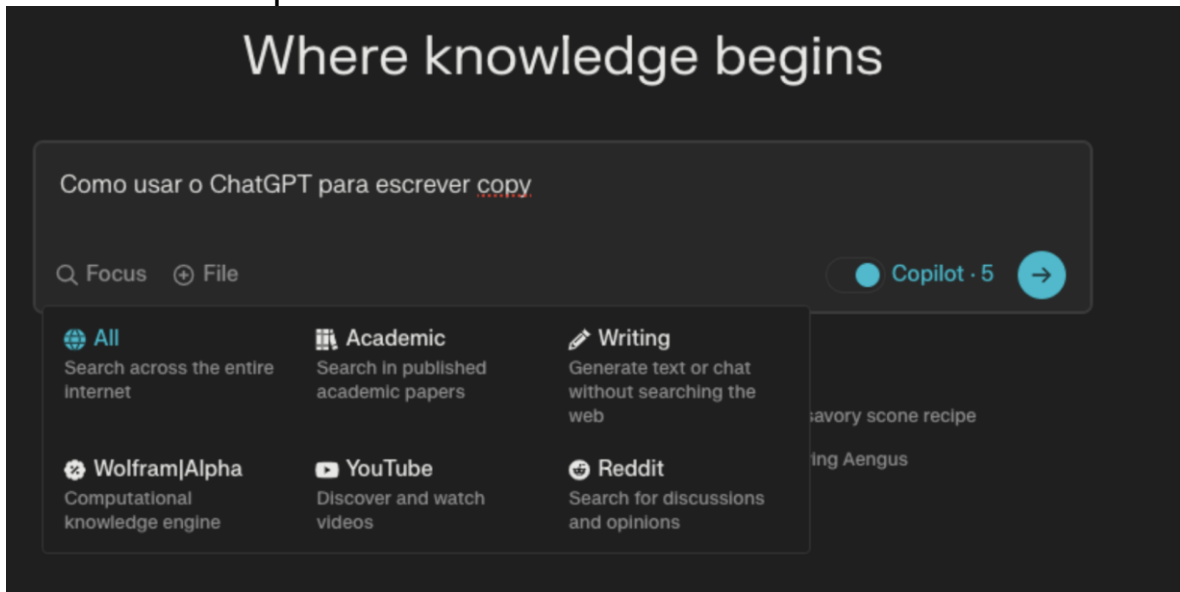 Where knowledge begins
Como usar o ChatGPT para escrever copy
Focus File Copilot · 5
All
Search across the entire
internet
Academic
Search in published
academic papers
Writing
Generate text or chat
without searching the
web
savory scone recipe
Wolfram|Alpha
Computational
knowledge engine
YouTube
Discover and watch
videos
Reddit
Search for discussions
and opinions
Aengus